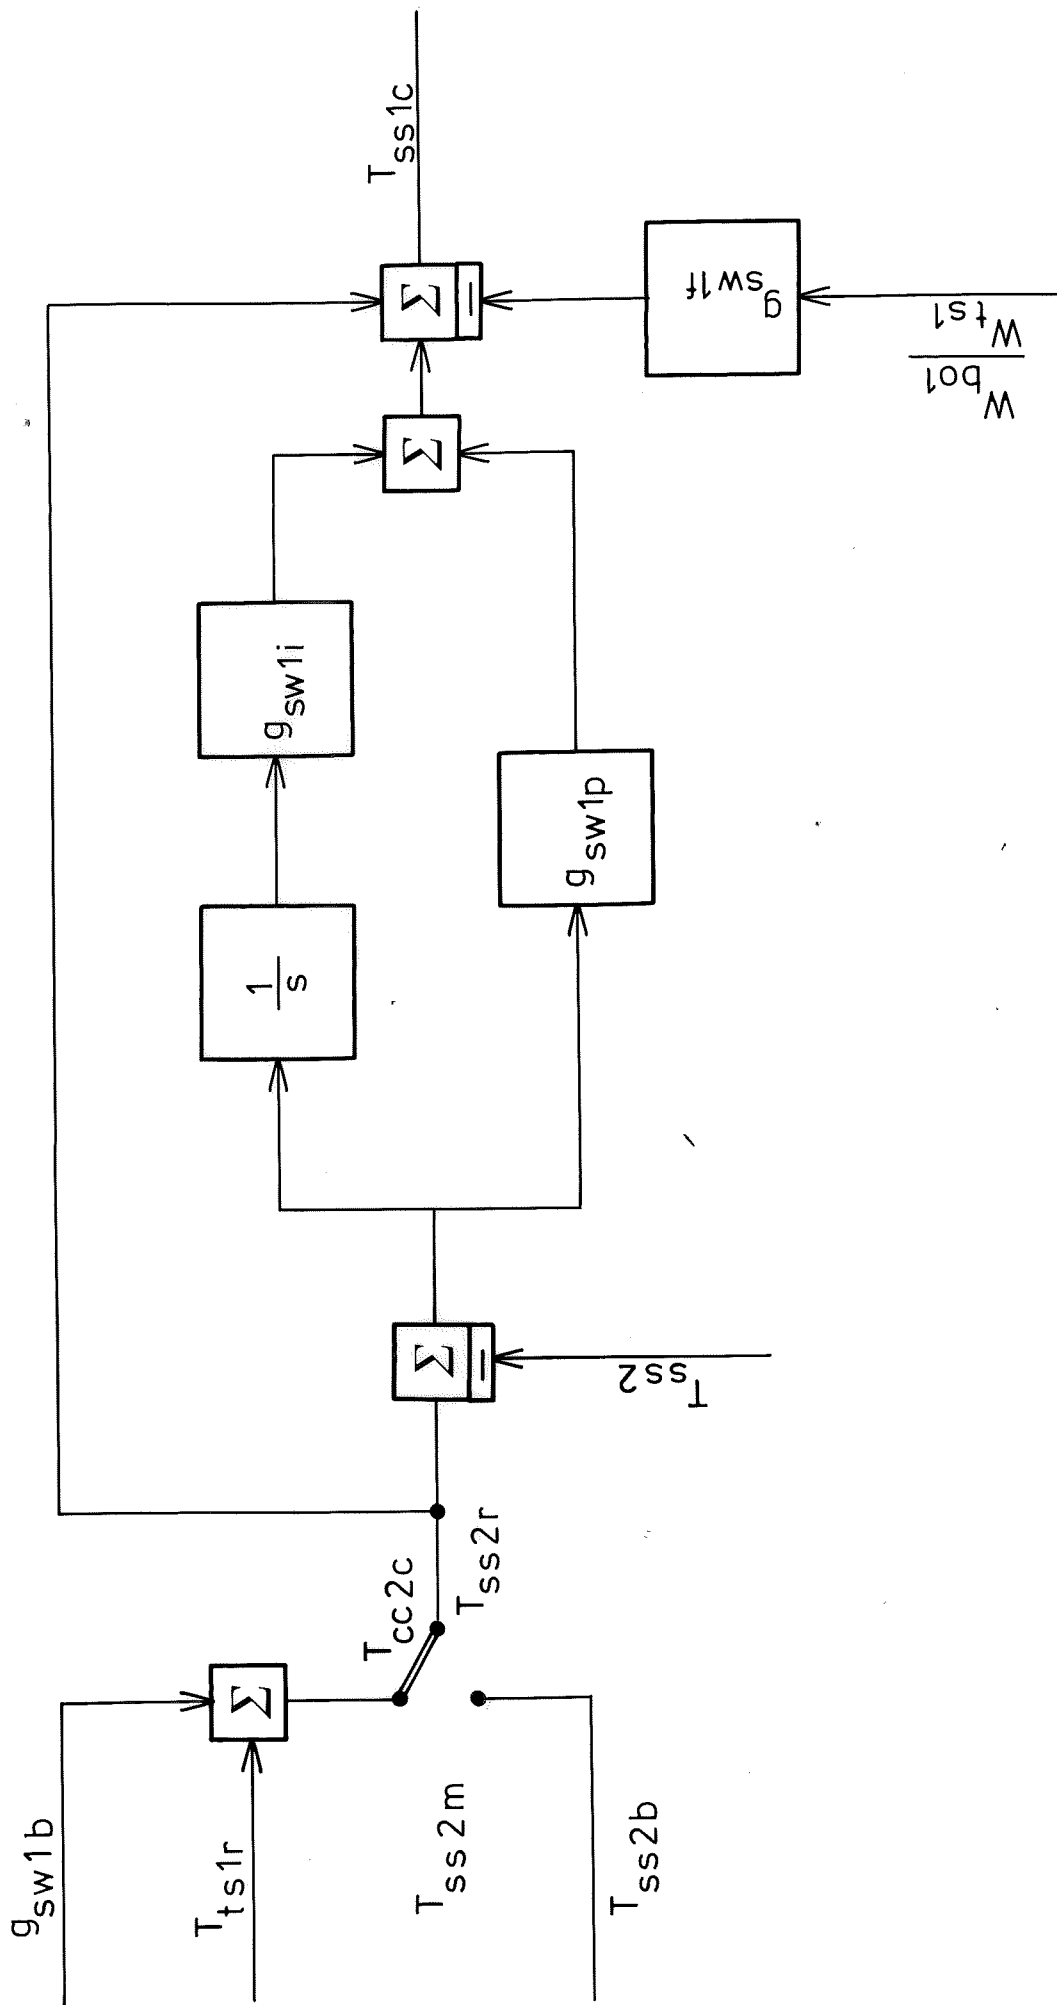 g_sw1b
T_ts1r
T_ss2m
T_ss2b
Σ
T_cc2c
T_ss2r
Σ
−
T_ss2
1
s
g_sw1i
g_sw1p
Σ
Σ
−
g_sw1f
W_bo1
W_ts1
T_ss1c